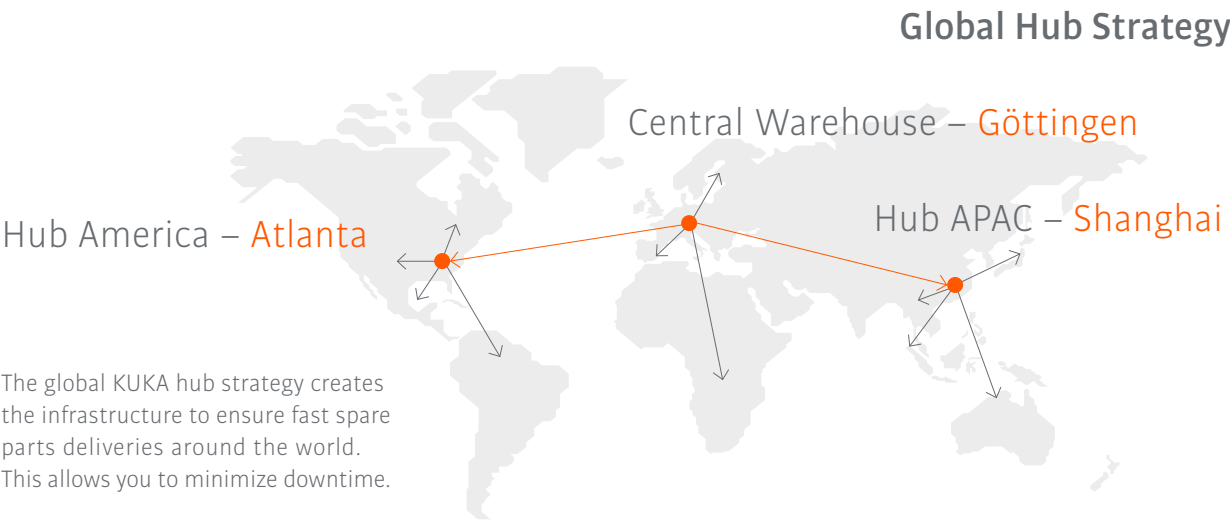 Global Hub Strategy
Central Warehouse – Göttingen
Hub America – Atlanta
Hub APAC – Shanghai
The global KUKA hub strategy creates
the infrastructure to ensure fast spare
parts deliveries around the world.
This allows you to minimize downtime.